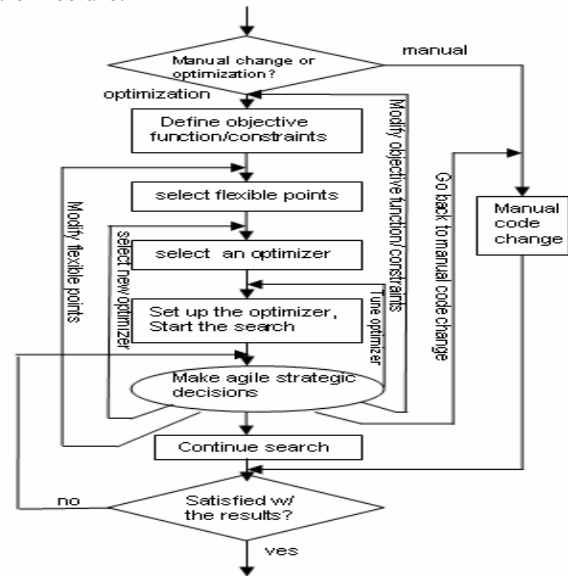 Manual change or
optimization?
manual
optimization
Define objective
function/constraints
select flexible points
select an optimizer
Set up the optimizer,
Start the search
Make agile strategic
decisions
Continue search
Satisfied w/
the results?
no
yes
Manual
code
change
Modify flexible points
select new optimizer
Tune optimizer
Modify objective function/constraints
Go back to manual code change